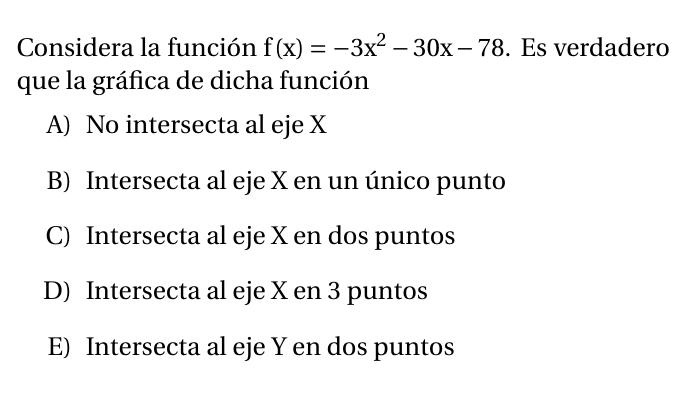 Considera la función f(x) = −3x² − 30x − 78. Es verdadero
que la gráfica de dicha función
A) No intersecta al eje X
B) Intersecta al eje X en un único punto
C) Intersecta al eje X en dos puntos
D) Intersecta al eje X en 3 puntos
E) Intersecta al eje Y en dos puntos